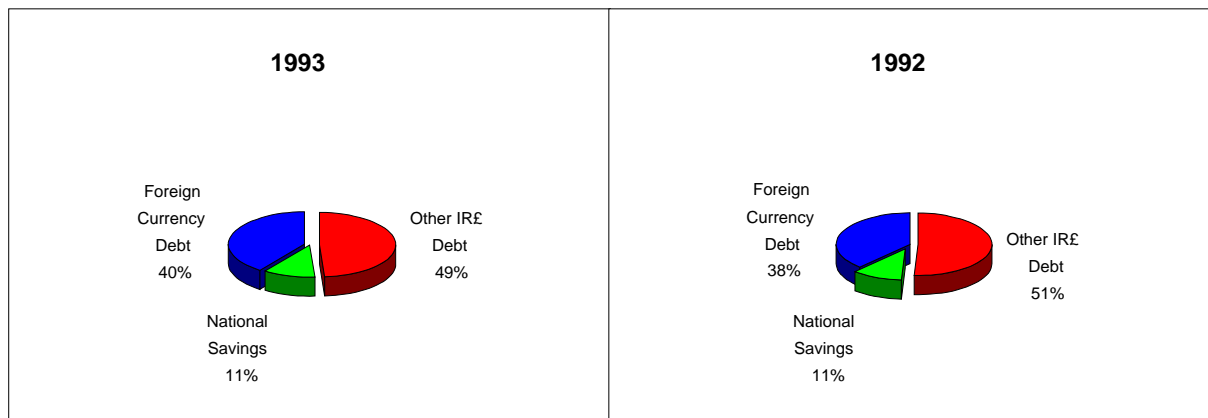 1993
Foreign
Currency
Debt
40%
Other IR£
Debt
49%
National
Savings
11%
1992
Foreign
Currency
Debt
38%
Other IR£
Debt
51%
National
Savings
11%